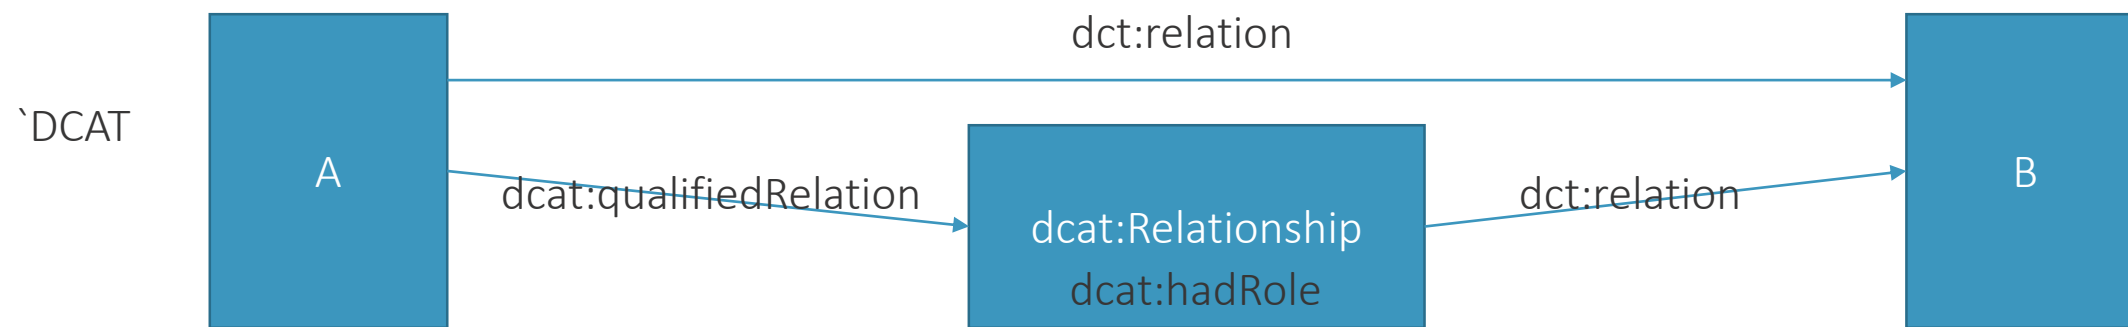 dct:relation
`DCAT
A
B
dcat:qualifiedRelation
dct:relation
dcat:Relationship
dcat:hadRole